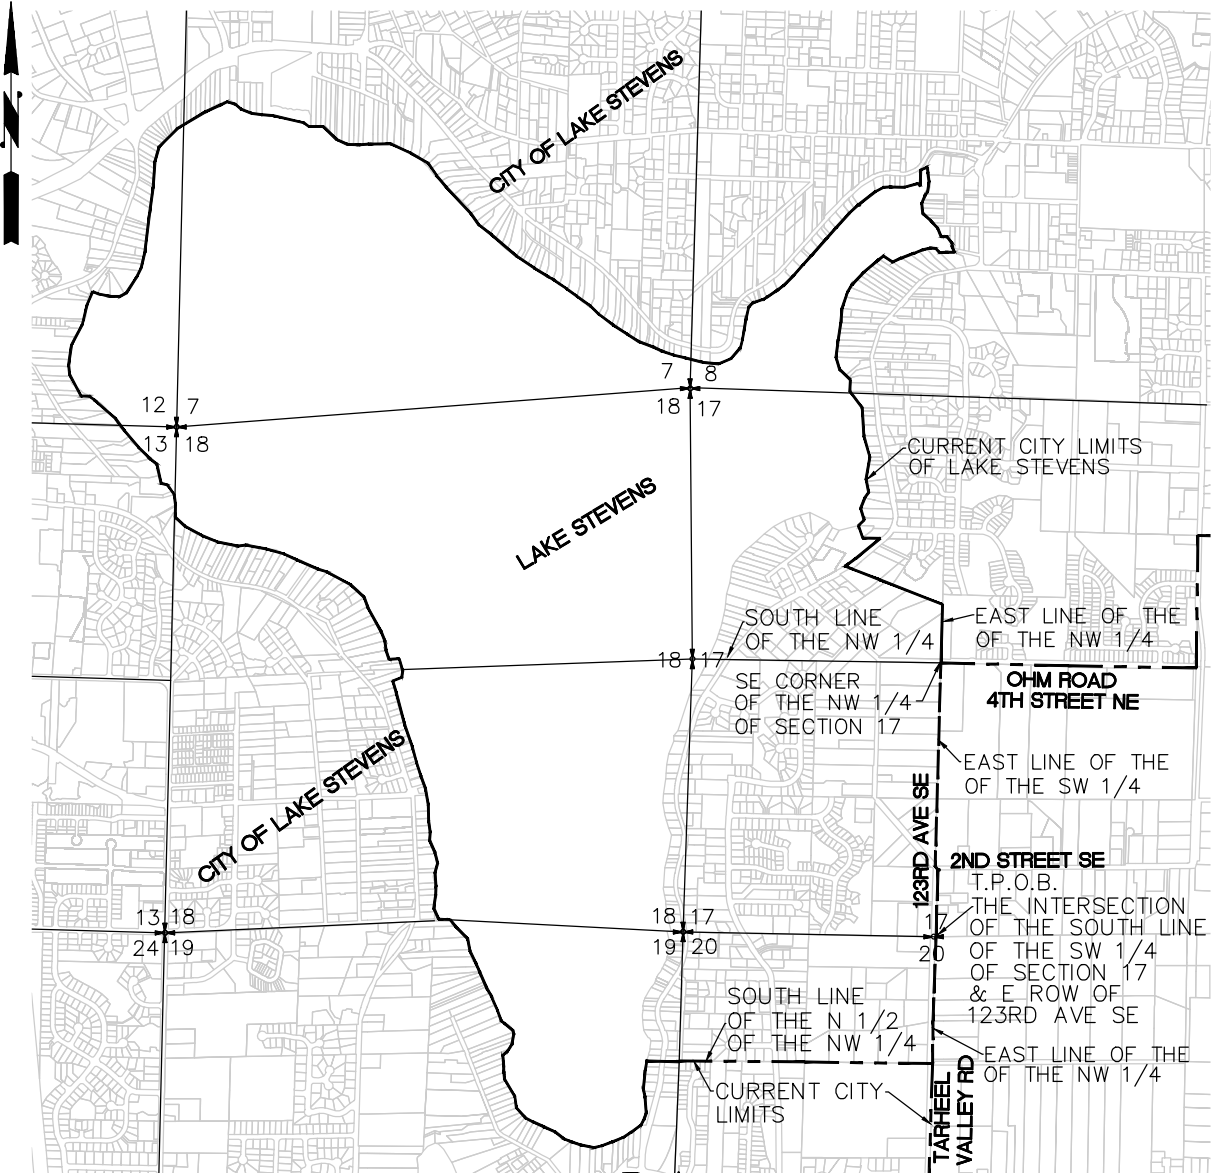 N
CITY OF LAKE STEVENS
7
8
18
17
12
7
13
18
CURRENT CITY LIMITS
OF LAKE STEVENS
LAKE STEVENS
SOUTH LINE
OF THE NW 1/4
EAST LINE OF THE
OF THE NW 1/4
18
17
SE CORNER
OF THE NW 1/4
OF SECTION 17
OHM ROAD
4TH STREET NE
CITY OF LAKE STEVENS
EAST LINE OF THE
OF THE SW 1/4
123RD AVE SE
2ND STREET SE
T.P.O.B.
THE INTERSECTION
OF THE SOUTH LINE
OF THE SW 1/4
OF SECTION 17
& E ROW OF
123RD AVE SE
13
18
24
19
18
17
19
20
17
20
SOUTH LINE
OF THE N 1/2
OF THE NW 1/4
EAST LINE OF THE
OF THE NW 1/4
CURRENT CITY
LIMITS
TARHEEL
VALLEY RD